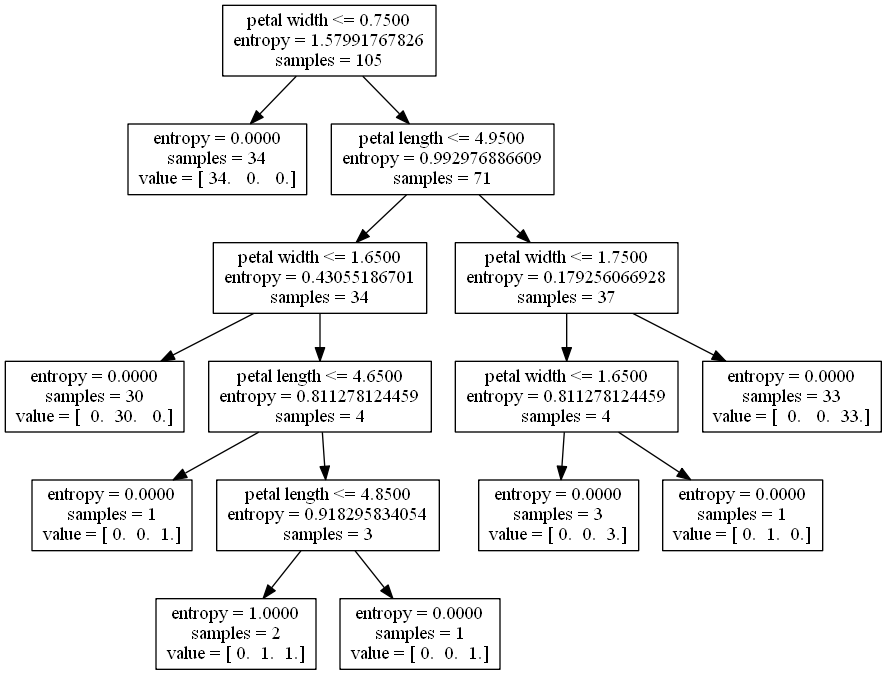 petal width <= 0.7500
entropy = 1.57991767826
samples = 105
entropy = 0.0000
samples = 34
value = [ 34.   0.   0.]
petal length <= 4.9500
entropy = 0.992976886609
samples = 71
petal width <= 1.6500
entropy = 0.43055186701
samples = 34
petal width <= 1.7500
entropy = 0.179256066928
samples = 37
entropy = 0.0000
samples = 30
value = [  0.  30.   0.]
petal length <= 4.6500
entropy = 0.811278124459
samples = 4
petal width <= 1.6500
entropy = 0.811278124459
samples = 4
entropy = 0.0000
samples = 33
value = [  0.   0.  33.]
entropy = 0.0000
samples = 1
value = [ 0.  0.  1.]
petal length <= 4.8500
entropy = 0.918295834054
samples = 3
entropy = 0.0000
samples = 3
value = [ 0.  0.  3.]
entropy = 0.0000
samples = 1
value = [ 0.  1.  0.]
entropy = 1.0000
samples = 2
value = [ 0.  1.  1.]
entropy = 0.0000
samples = 1
value = [ 0.  0.  1.]